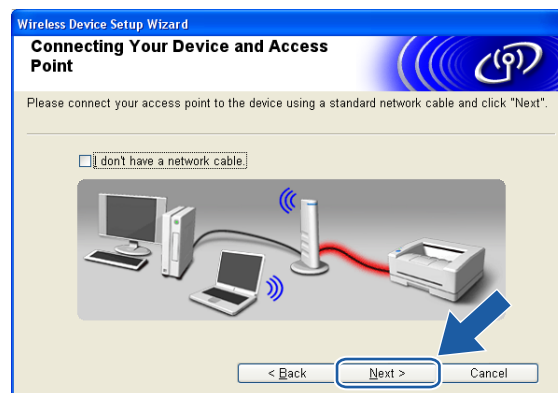 Wireless Device Setup Wizard
Connecting Your Device and Access
Point
Please connect your access point to the device using a standard network cable and click "Next".
I don't have a network cable.
< Back
Next >
Cancel